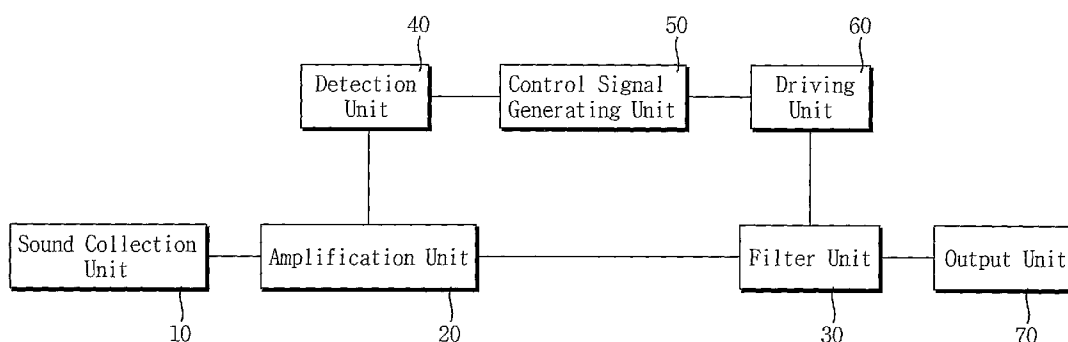 40
50
60
Detection
Unit
Control Signal
Generating Unit
Driving
Unit
Sound Collection
Unit
Amplification Unit
Filter Unit
Output Unit
10
20
30
70